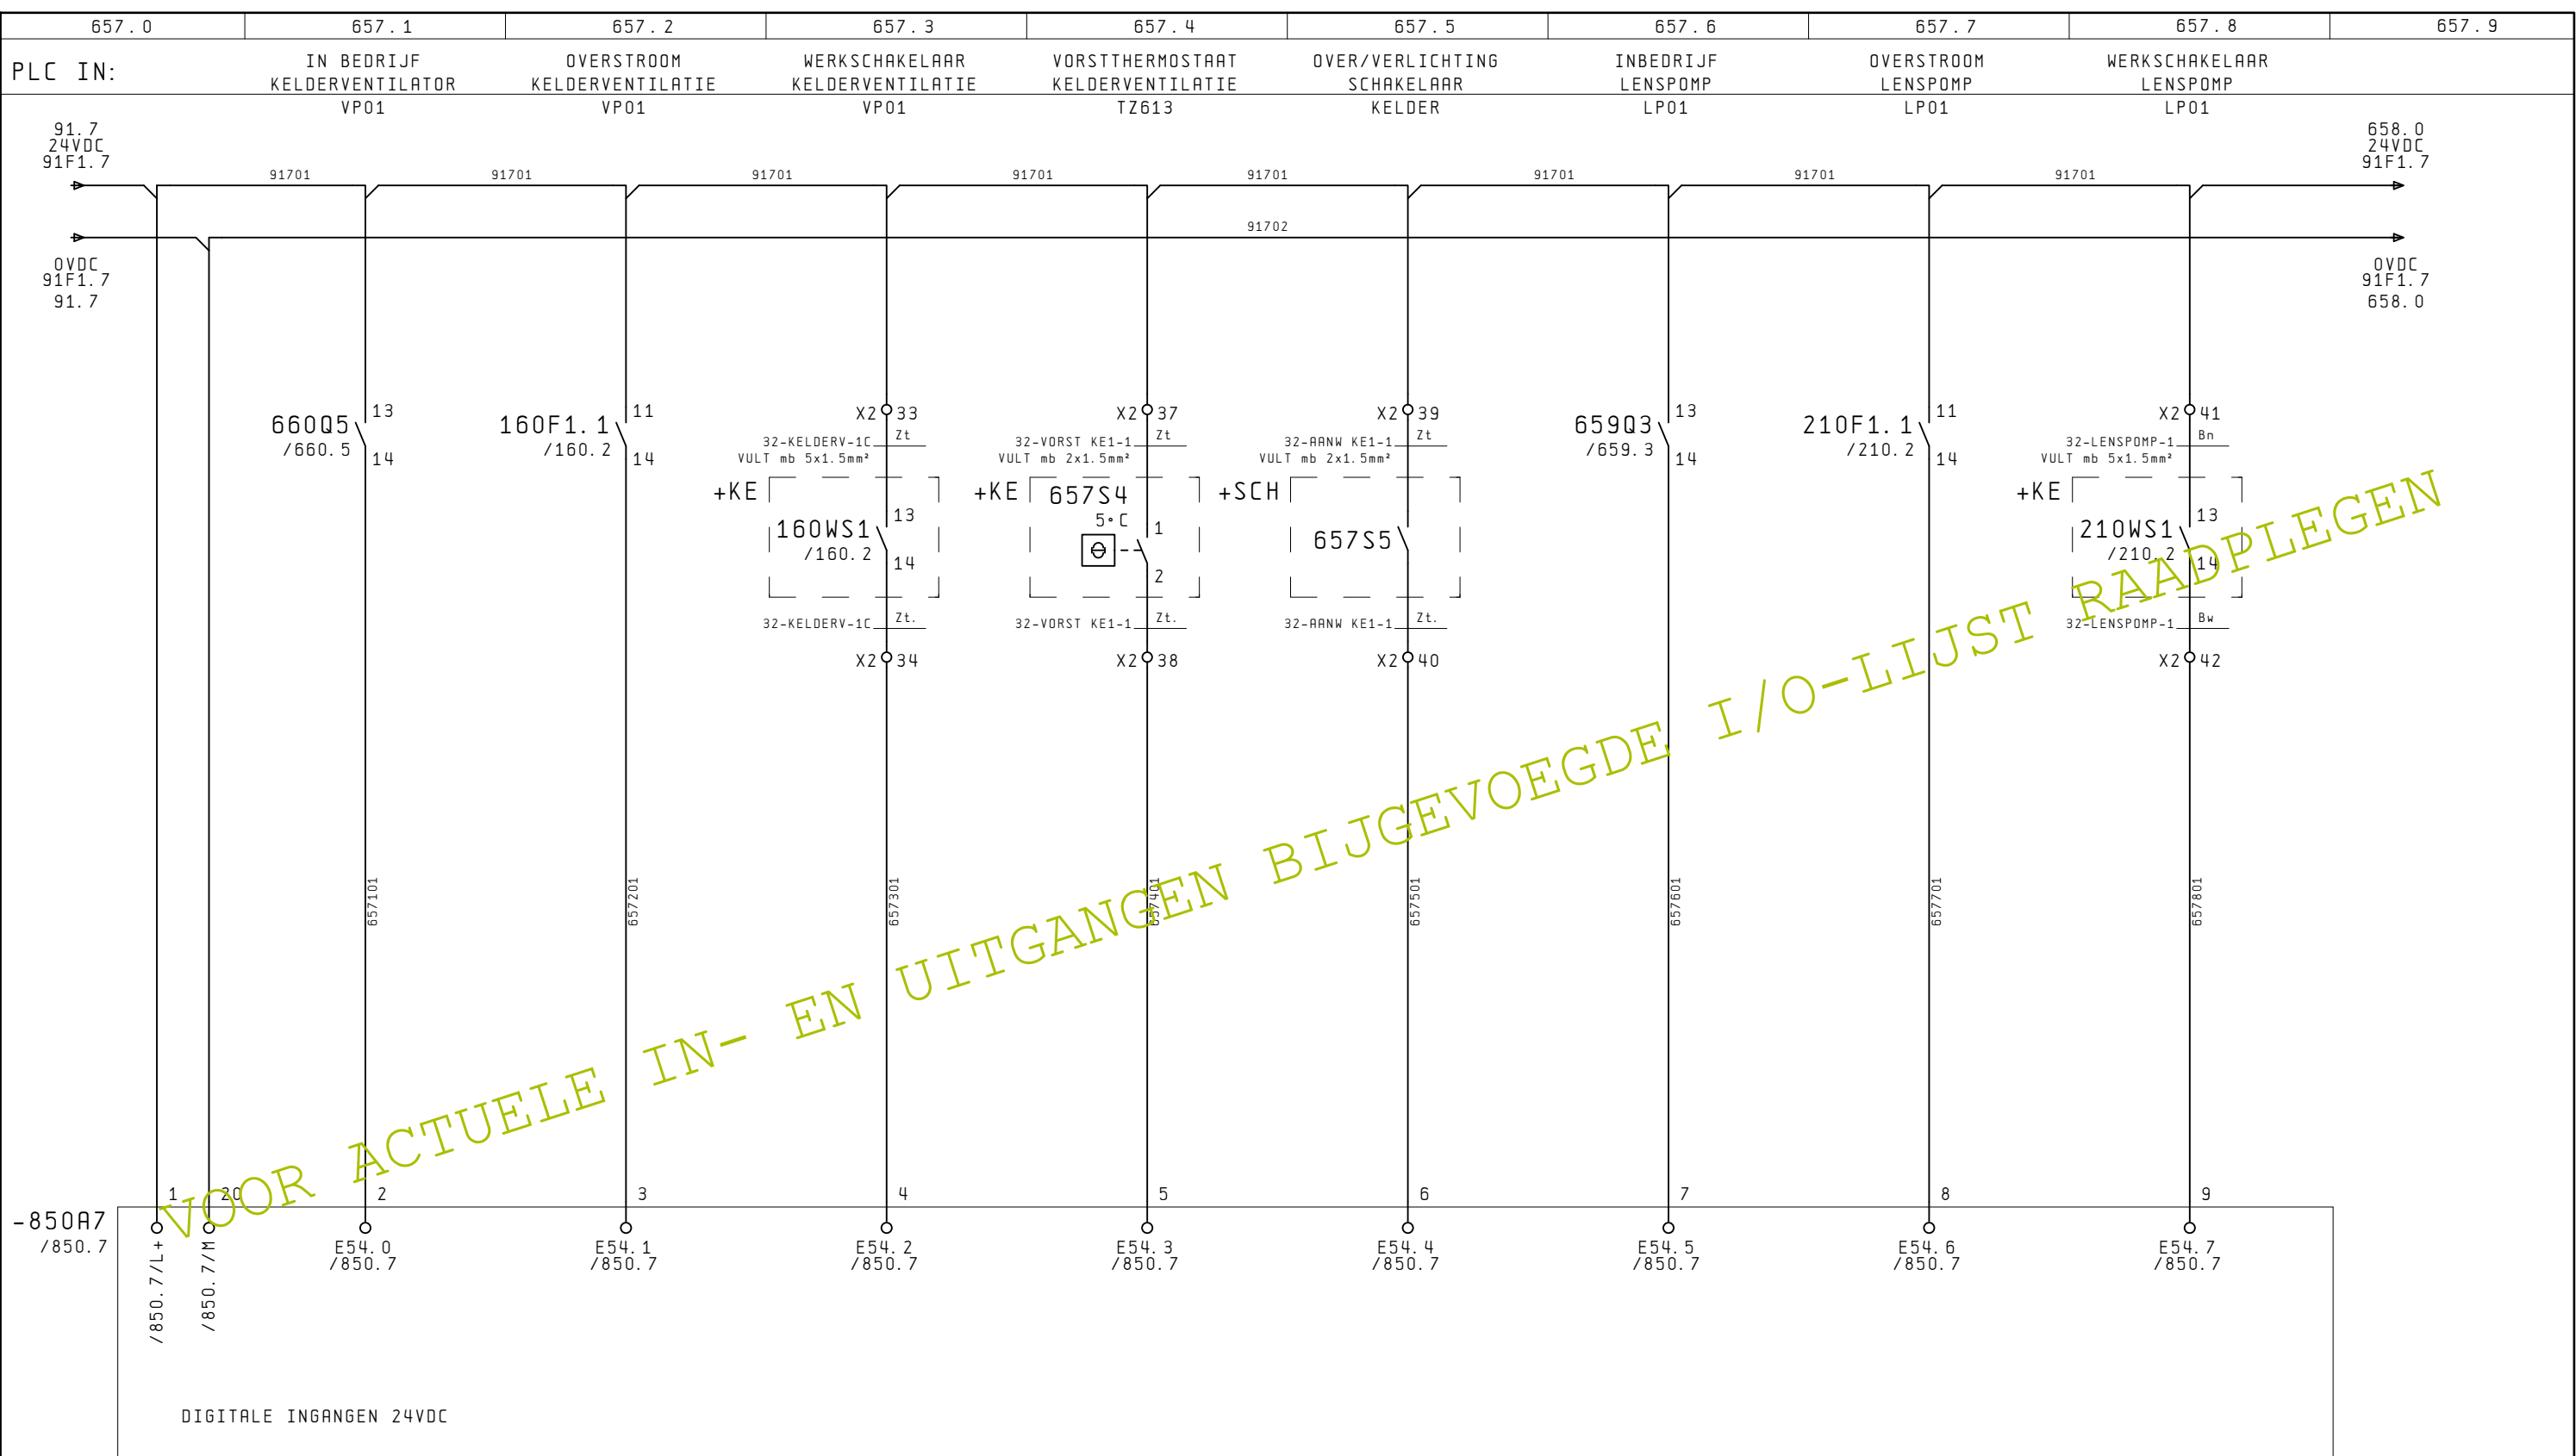 657.0 657.1 657.2 657.3 657.4 657.5 657.6 657.7 657.8 657.9
PLC IN:
IN BEDRIJF
KELDERVENTILATOR
VP01
OVERSTROOM
KELDERVENTILATIE
VP01
WERKSCHAKELAAR
KELDERVENTILATIE
VP01
VORSTTHERMOSTAAT
KELDERVENTILATIE
TZ613
OVER/VERLICHTING
SCHAKELAAR
KELDER
INBEDRIJF
LENSPOMP
LP01
OVERSTROOM
LENSPOMP
LP01
WERKSCHAKELAAR
LENSPOMP
LP01
91.7
24VDC
91F1.7
658.0
24VDC
91F1.7
91701 91701 91701 91701 91701 91701 91701 91701
91702
0VDC
91F1.7
91.7
0VDC
91F1.7
658.0
660Q5
/660.5
13
14
160F1.1
/160.2
11
14
X2 33
32-KELDERV-1C Zt
VULT mb 5x1.5mm²
+KE
160WS1
/160.2
13
14
32-KELDERV-1C Zt.
X2 34
X2 37
32-VORST KE1-1 Zt
VULT mb 2x1.5mm²
+KE
657S4
5°C
1
2
32-VORST KE1-1 Zt.
X2 38
X2 39
32-AANW KE1-1 Zt
VULT mb 2x1.5mm²
+SCH
657S5
32-AANW KE1-1 Zt.
X2 40
659Q3
/659.3
13
14
210F1.1
/210.2
11
14
X2 41
32-LENSPOMP-1 Bn
VULT mb 5x1.5mm²
+KE
210WS1
/210.2
13
14
32-LENSPOMP-1 Bw
X2 42
VOOR ACTUELE IN- EN UITGANGEN BIJGEVOEGDE I/O-LIJST RAADPLEGEN
657101 657201 657301 657401 657501 657601 657701 657801
1 20 2 3 4 5 6 7 8 9
-850A7
/850.7
/850.7/L+
/850.7/M
E54.0
/850.7
E54.1
/850.7
E54.2
/850.7
E54.3
/850.7
E54.4
/850.7
E54.5
/850.7
E54.6
/850.7
E54.7
/850.7
DIGITALE INGANGEN 24VDC